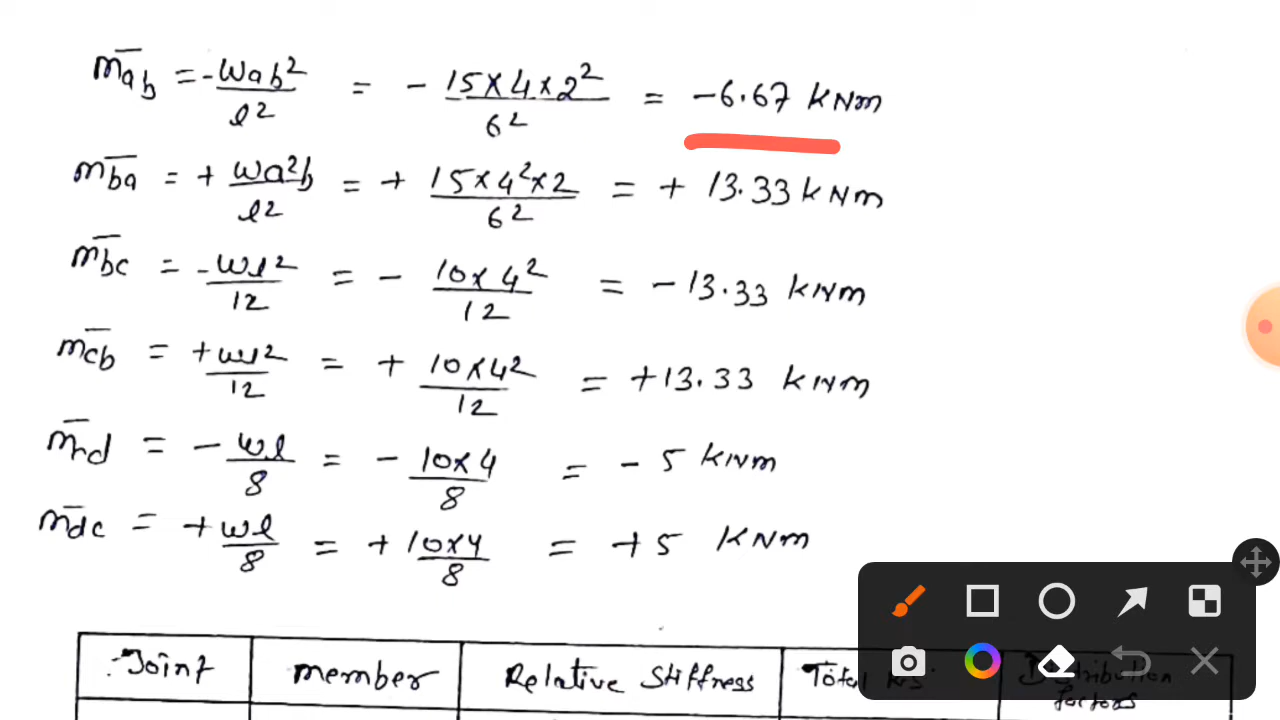 m̄ab = -wab²/l² = - 15×4×2²/6² = -6.67 kNm
m̄ba = + wa²b/l² = + 15×4²×2/6² = + 13.33 kNm
m̄bc = -wl²/12 = - 10×4²/12 = -13.33 kNm
m̄cb = +wl²/12 = + 10×4²/12 = +13.33 kNm
m̄cd = - wl/8 = - 10×4/8 = - 5 kNm
m̄dc = +wl/8 = + 10×4/8 = +5 kNm
Joint member Relative Stiffness Total factors